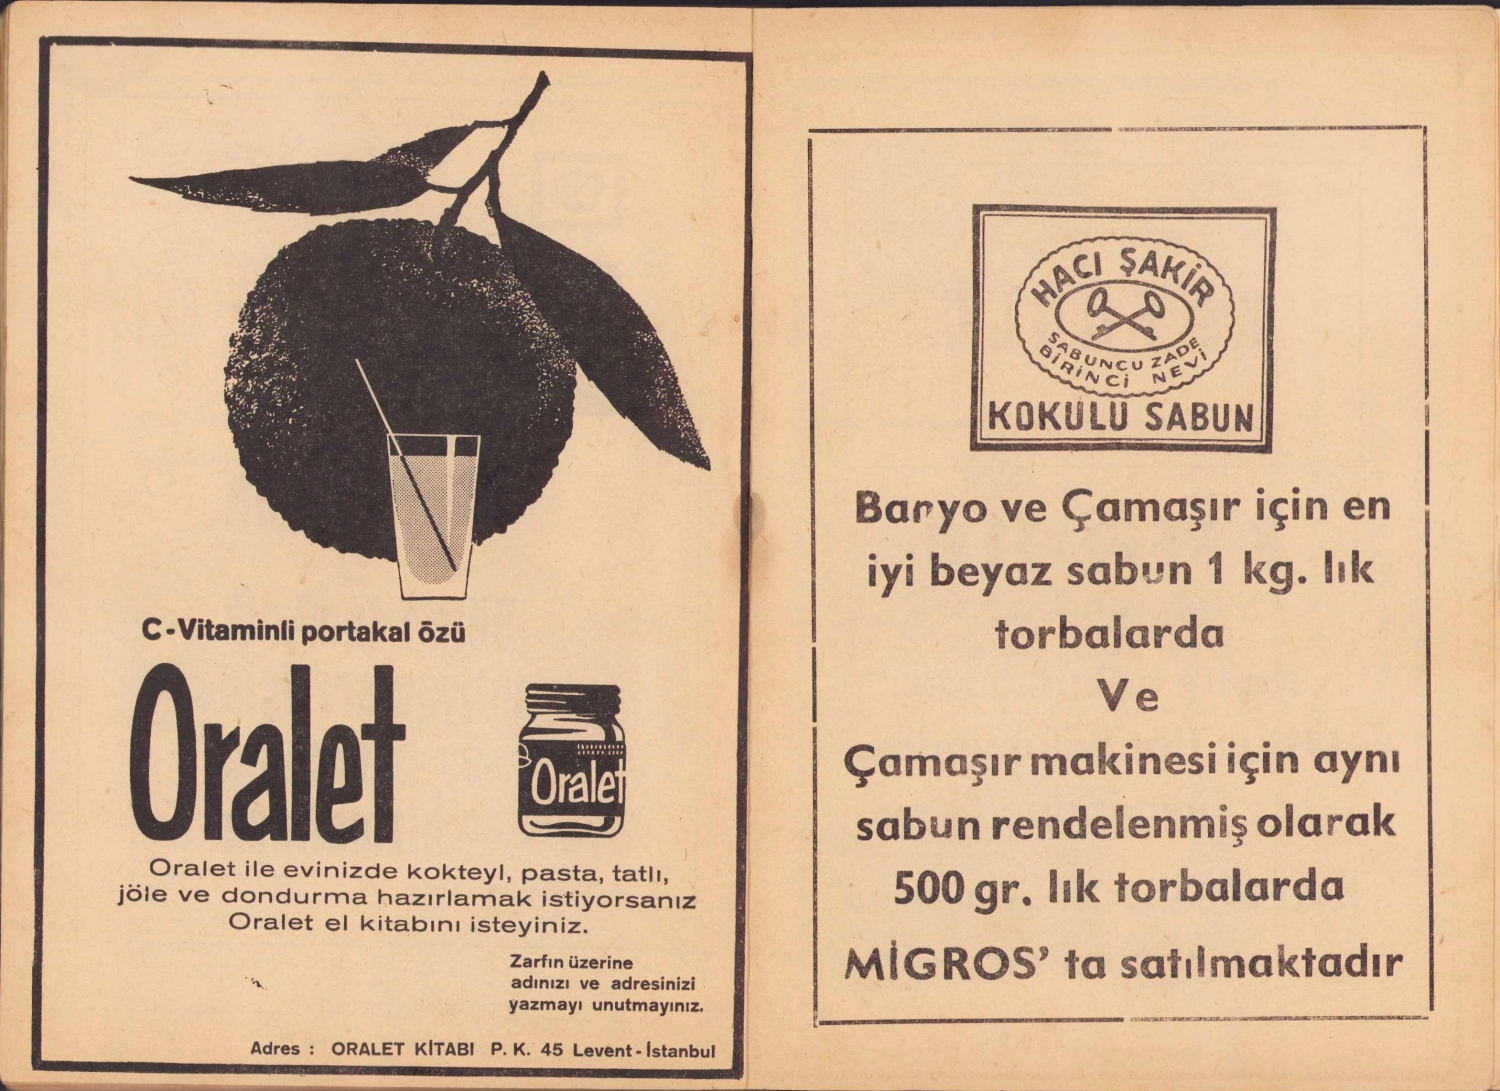 C-Vitaminli portakal özü
Oralet
Oralet
Oralet ile evinizde kokteyl, pasta, tatlı,
jöle ve dondurma hazırlamak istiyorsanız
Oralet el kitabını isteyiniz.
Zarfın üzerine
adınızı ve adresinizi
yazmayı unutmayınız.
Adres : ORALET KİTABI P. K. 45 Levent-İstanbul
HACI ŞAKİR
SABUNCU ZADE
BİRİNCİ NEVİ
KOKULU SABUN
Banyo ve Çamaşır için en
iyi beyaz sabun 1 kg. lık
torbalarda
Ve
Çamaşır makinesi için aynı
sabun rendelenmiş olarak
500 gr. lık torbalarda
MİGROS' ta satılmaktadır